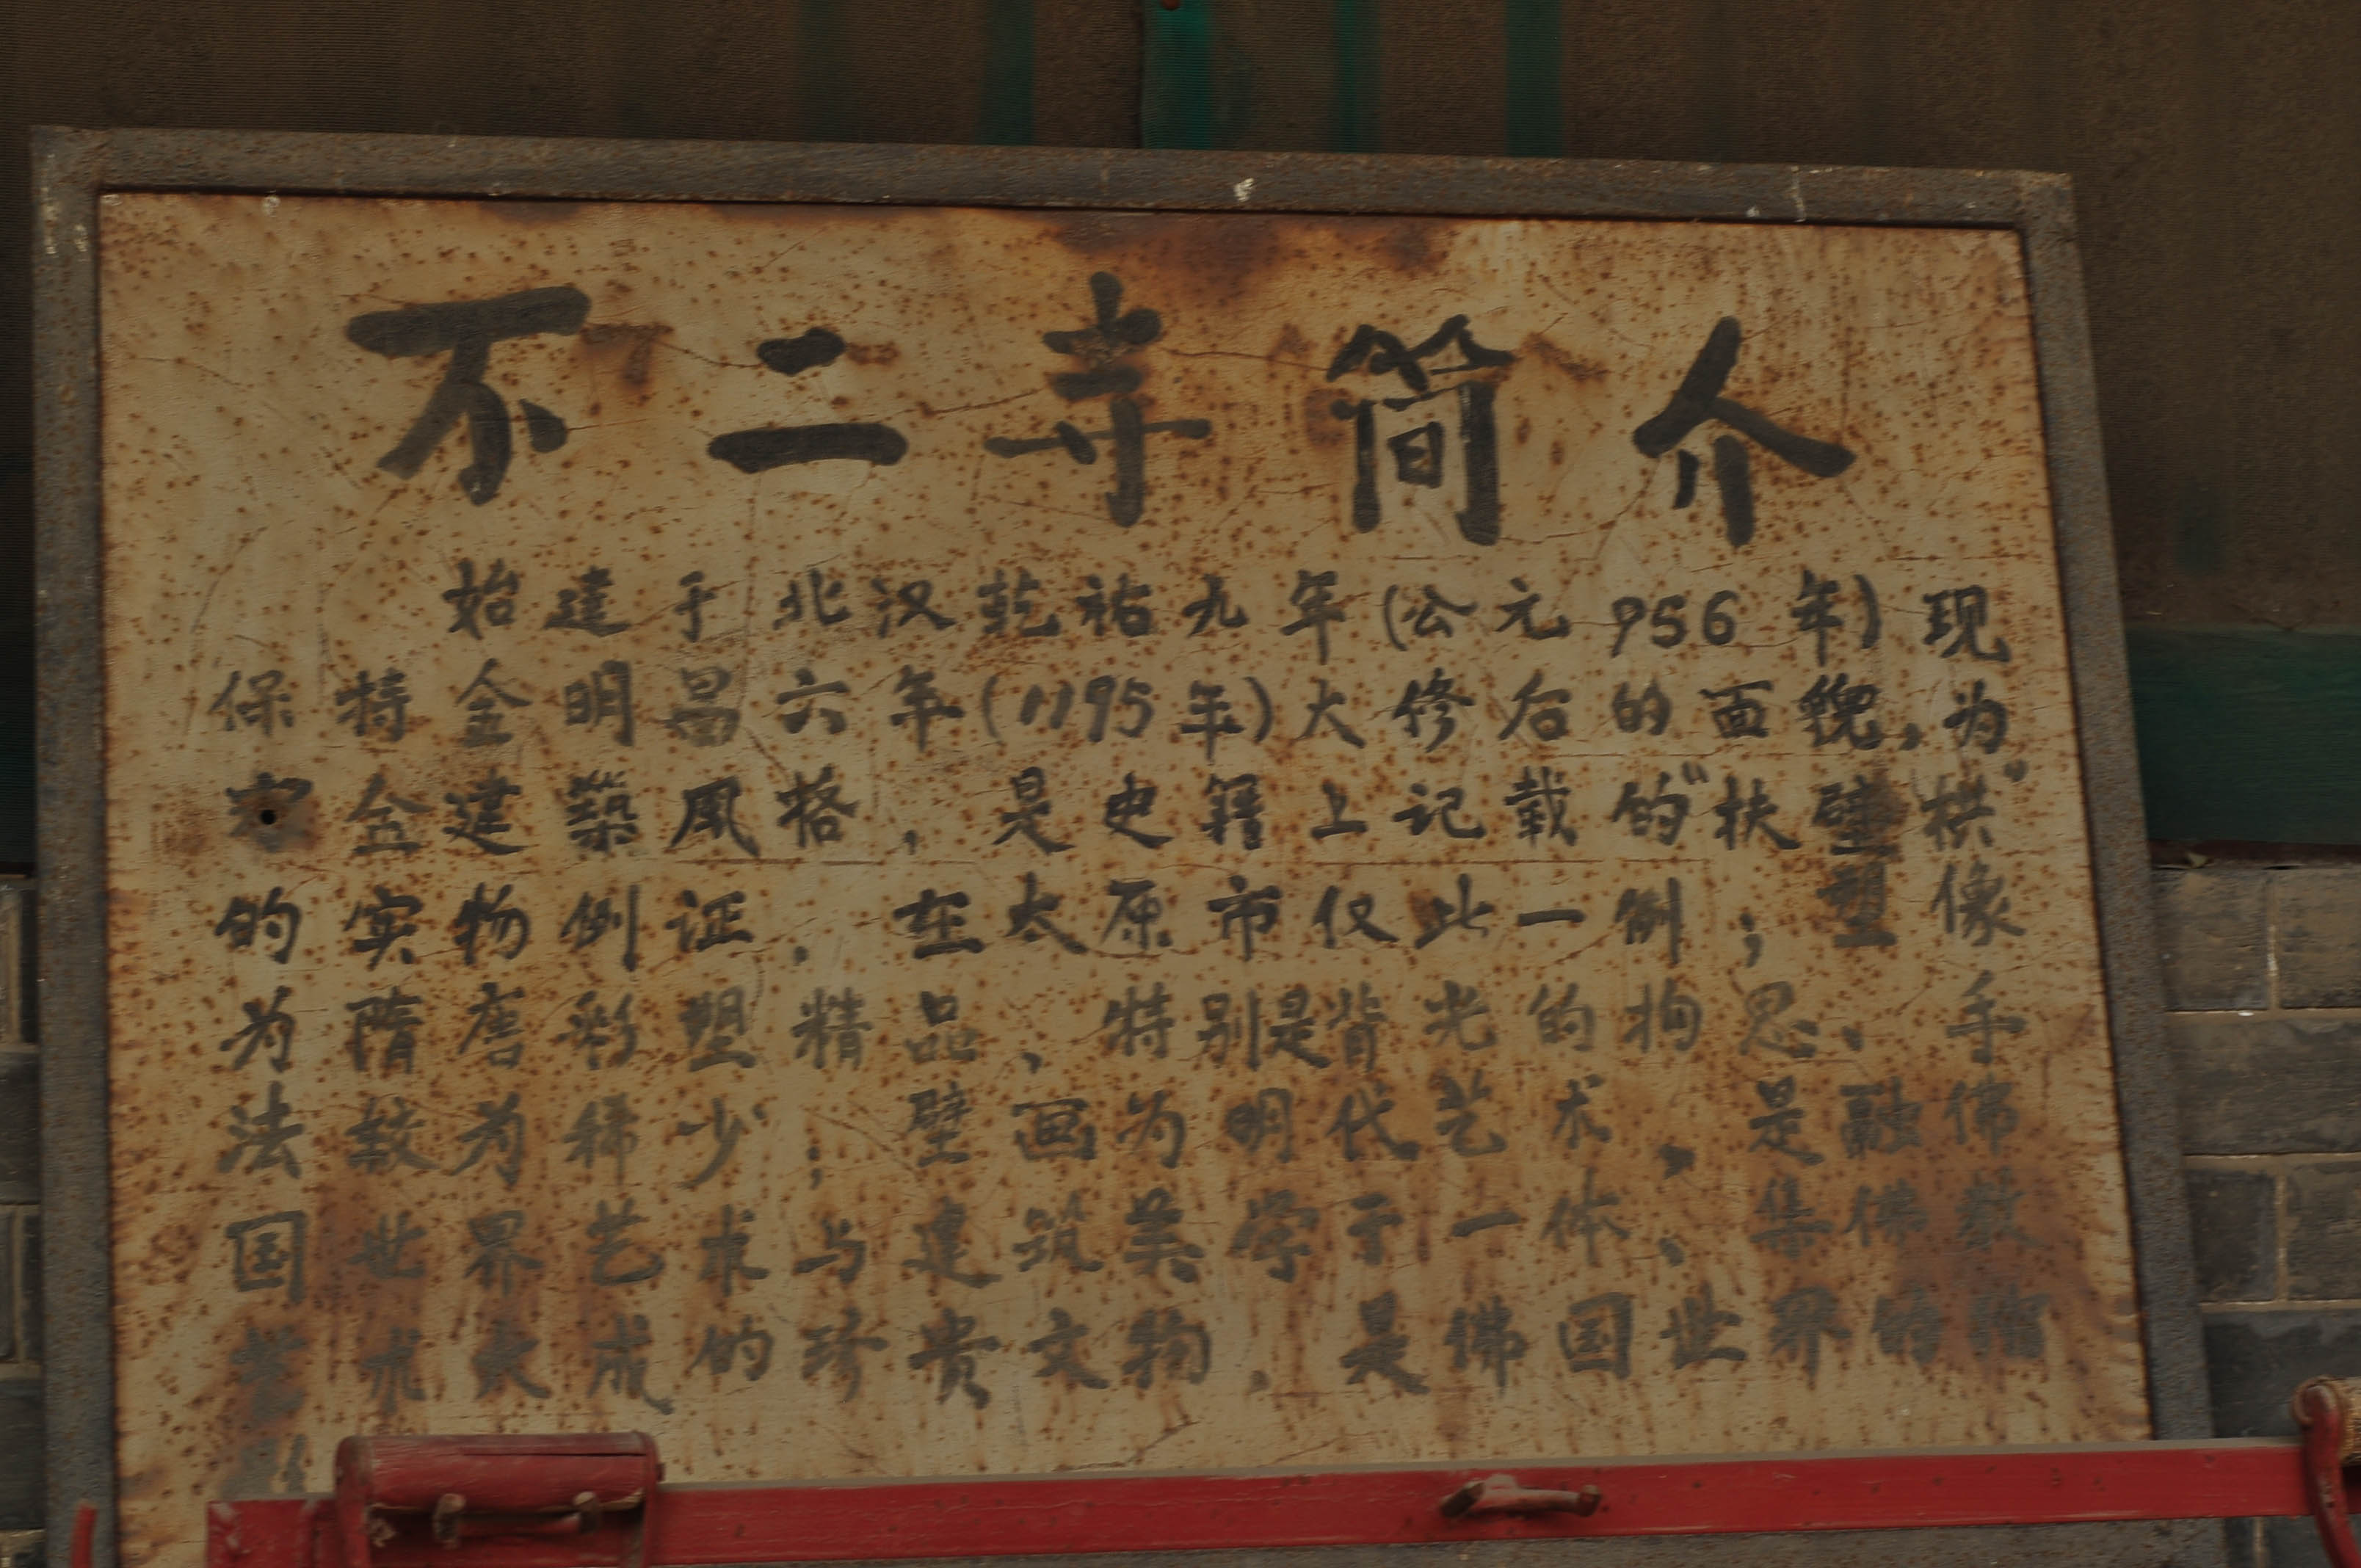 不二寺简介
始建于北汉乾祐九年(公元956年)现
保持金明昌六年(1195年)大修后的面貌,为
宋金建築風格,是史籍上记载的"扶壁栱"
的实物例证.在太原市仅此一例;塑像
为隋唐彩塑精品、特别是背光的构思、手
法较为稀少;壁画为明代艺术、是融佛
国世界艺术与建筑美学于一体、集佛教
艺术大成的珍贵文物.是佛国世界的